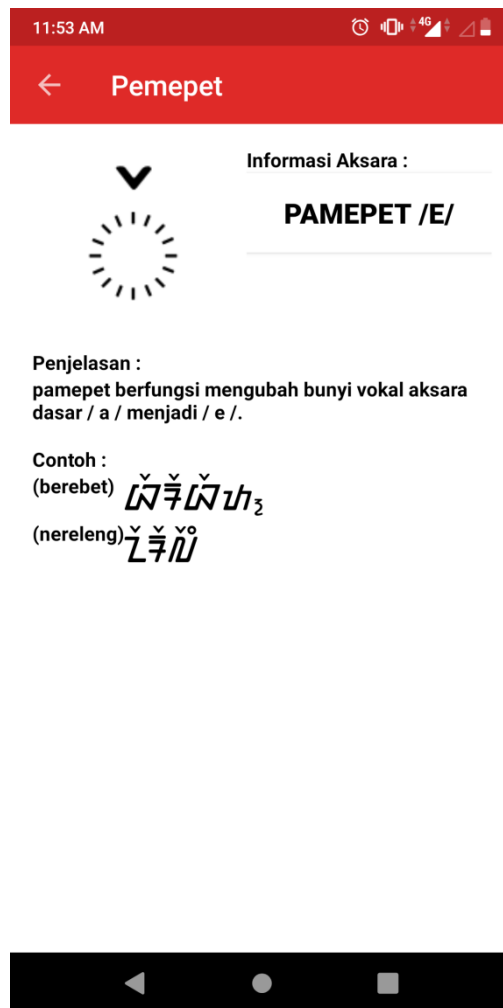 11:53 AM 4G
Pemepet
Informasi Aksara :
PAMEPET /E/
Penjelasan :
pamepet berfungsi mengubah bunyi vokal aksara
dasar / a / menjadi / e /.
Contoh :
(berebet) ᮘᮨᮛᮨᮘᮨᮒ᮪
(nereleng) ᮔᮨᮛᮨᮜᮨᮀ